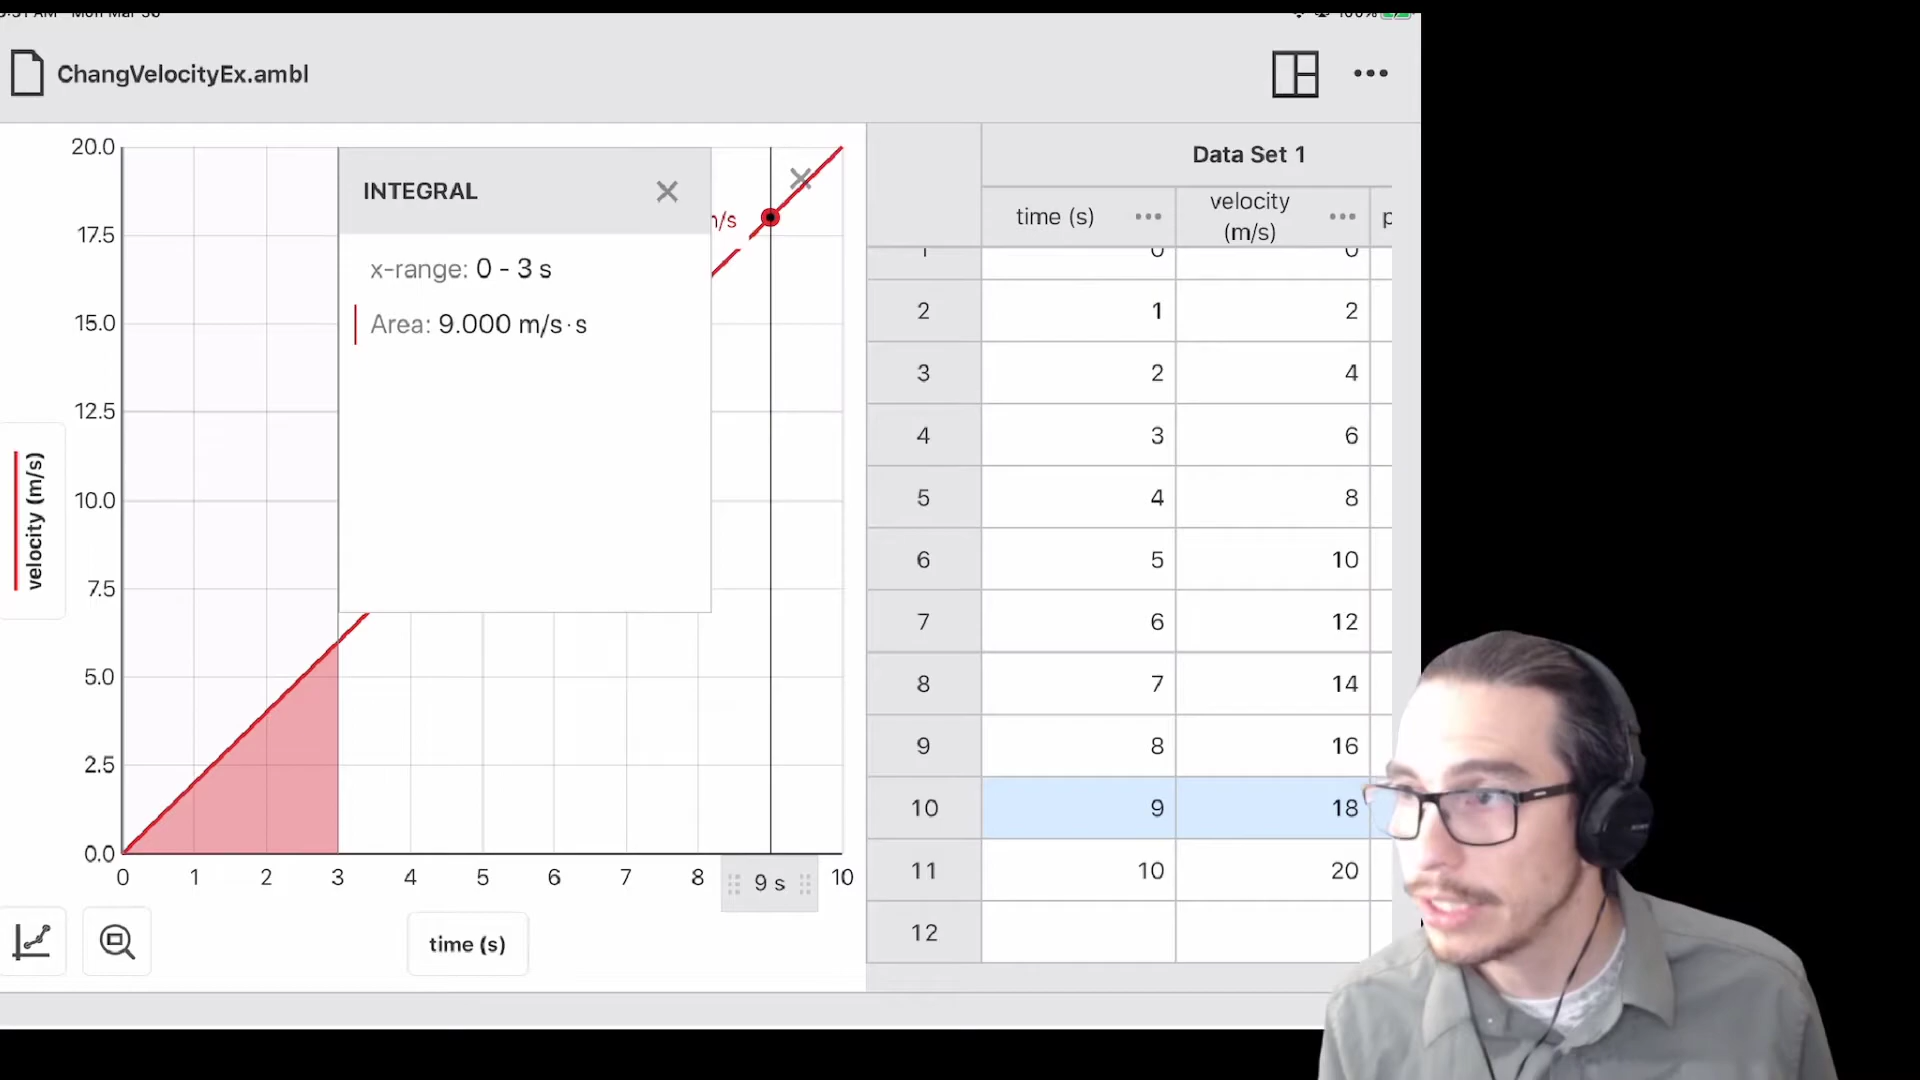 ChangVelocityEx.ambl
20.0
17.5
15.0
12.5
10.0
7.5
5.0
2.5
0.0
velocity (m/s)
INTEGRAL
x-range: 0 - 3 s
Area: 9.000 m/s·s
m/s
0 1 2 3 4 5 6 7 8 9 s 10
time (s)
Data Set 1
time (s) velocity
(m/s)
p
1 0 0
2 1 2
3 2 4
4 3 6
5 4 8
6 5 10
7 6 12
8 7 14
9 8 16
10 9 18
11 10 20
12